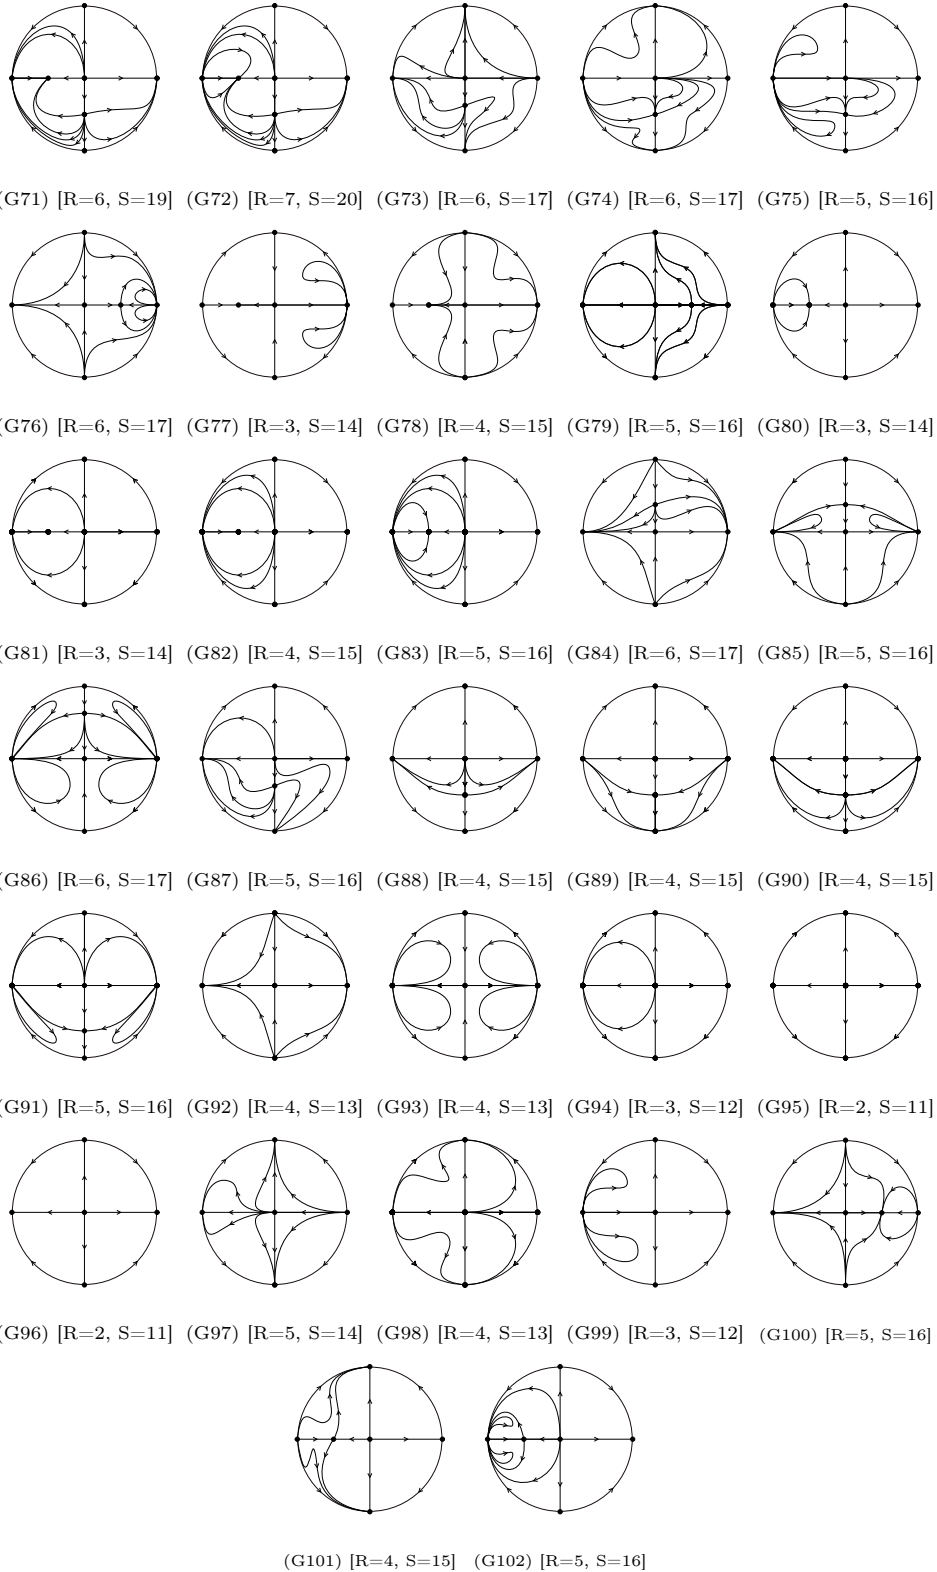 (G71) [R=6, S=19] (G72) [R=7, S=20] (G73) [R=6, S=17] (G74) [R=6, S=17] (G75) [R=5, S=16]
(G76) [R=6, S=17] (G77) [R=3, S=14] (G78) [R=4, S=15] (G79) [R=5, S=16] (G80) [R=3, S=14]
(G81) [R=3, S=14] (G82) [R=4, S=15] (G83) [R=5, S=16] (G84) [R=6, S=17] (G85) [R=5, S=16]
(G86) [R=6, S=17] (G87) [R=5, S=16] (G88) [R=4, S=15] (G89) [R=4, S=15] (G90) [R=4, S=15]
(G91) [R=5, S=16] (G92) [R=4, S=13] (G93) [R=4, S=13] (G94) [R=3, S=12] (G95) [R=2, S=11]
(G96) [R=2, S=11] (G97) [R=5, S=14] (G98) [R=4, S=13] (G99) [R=3, S=12] (G100) [R=5, S=16]
(G101) [R=4, S=15] (G102) [R=5, S=16]